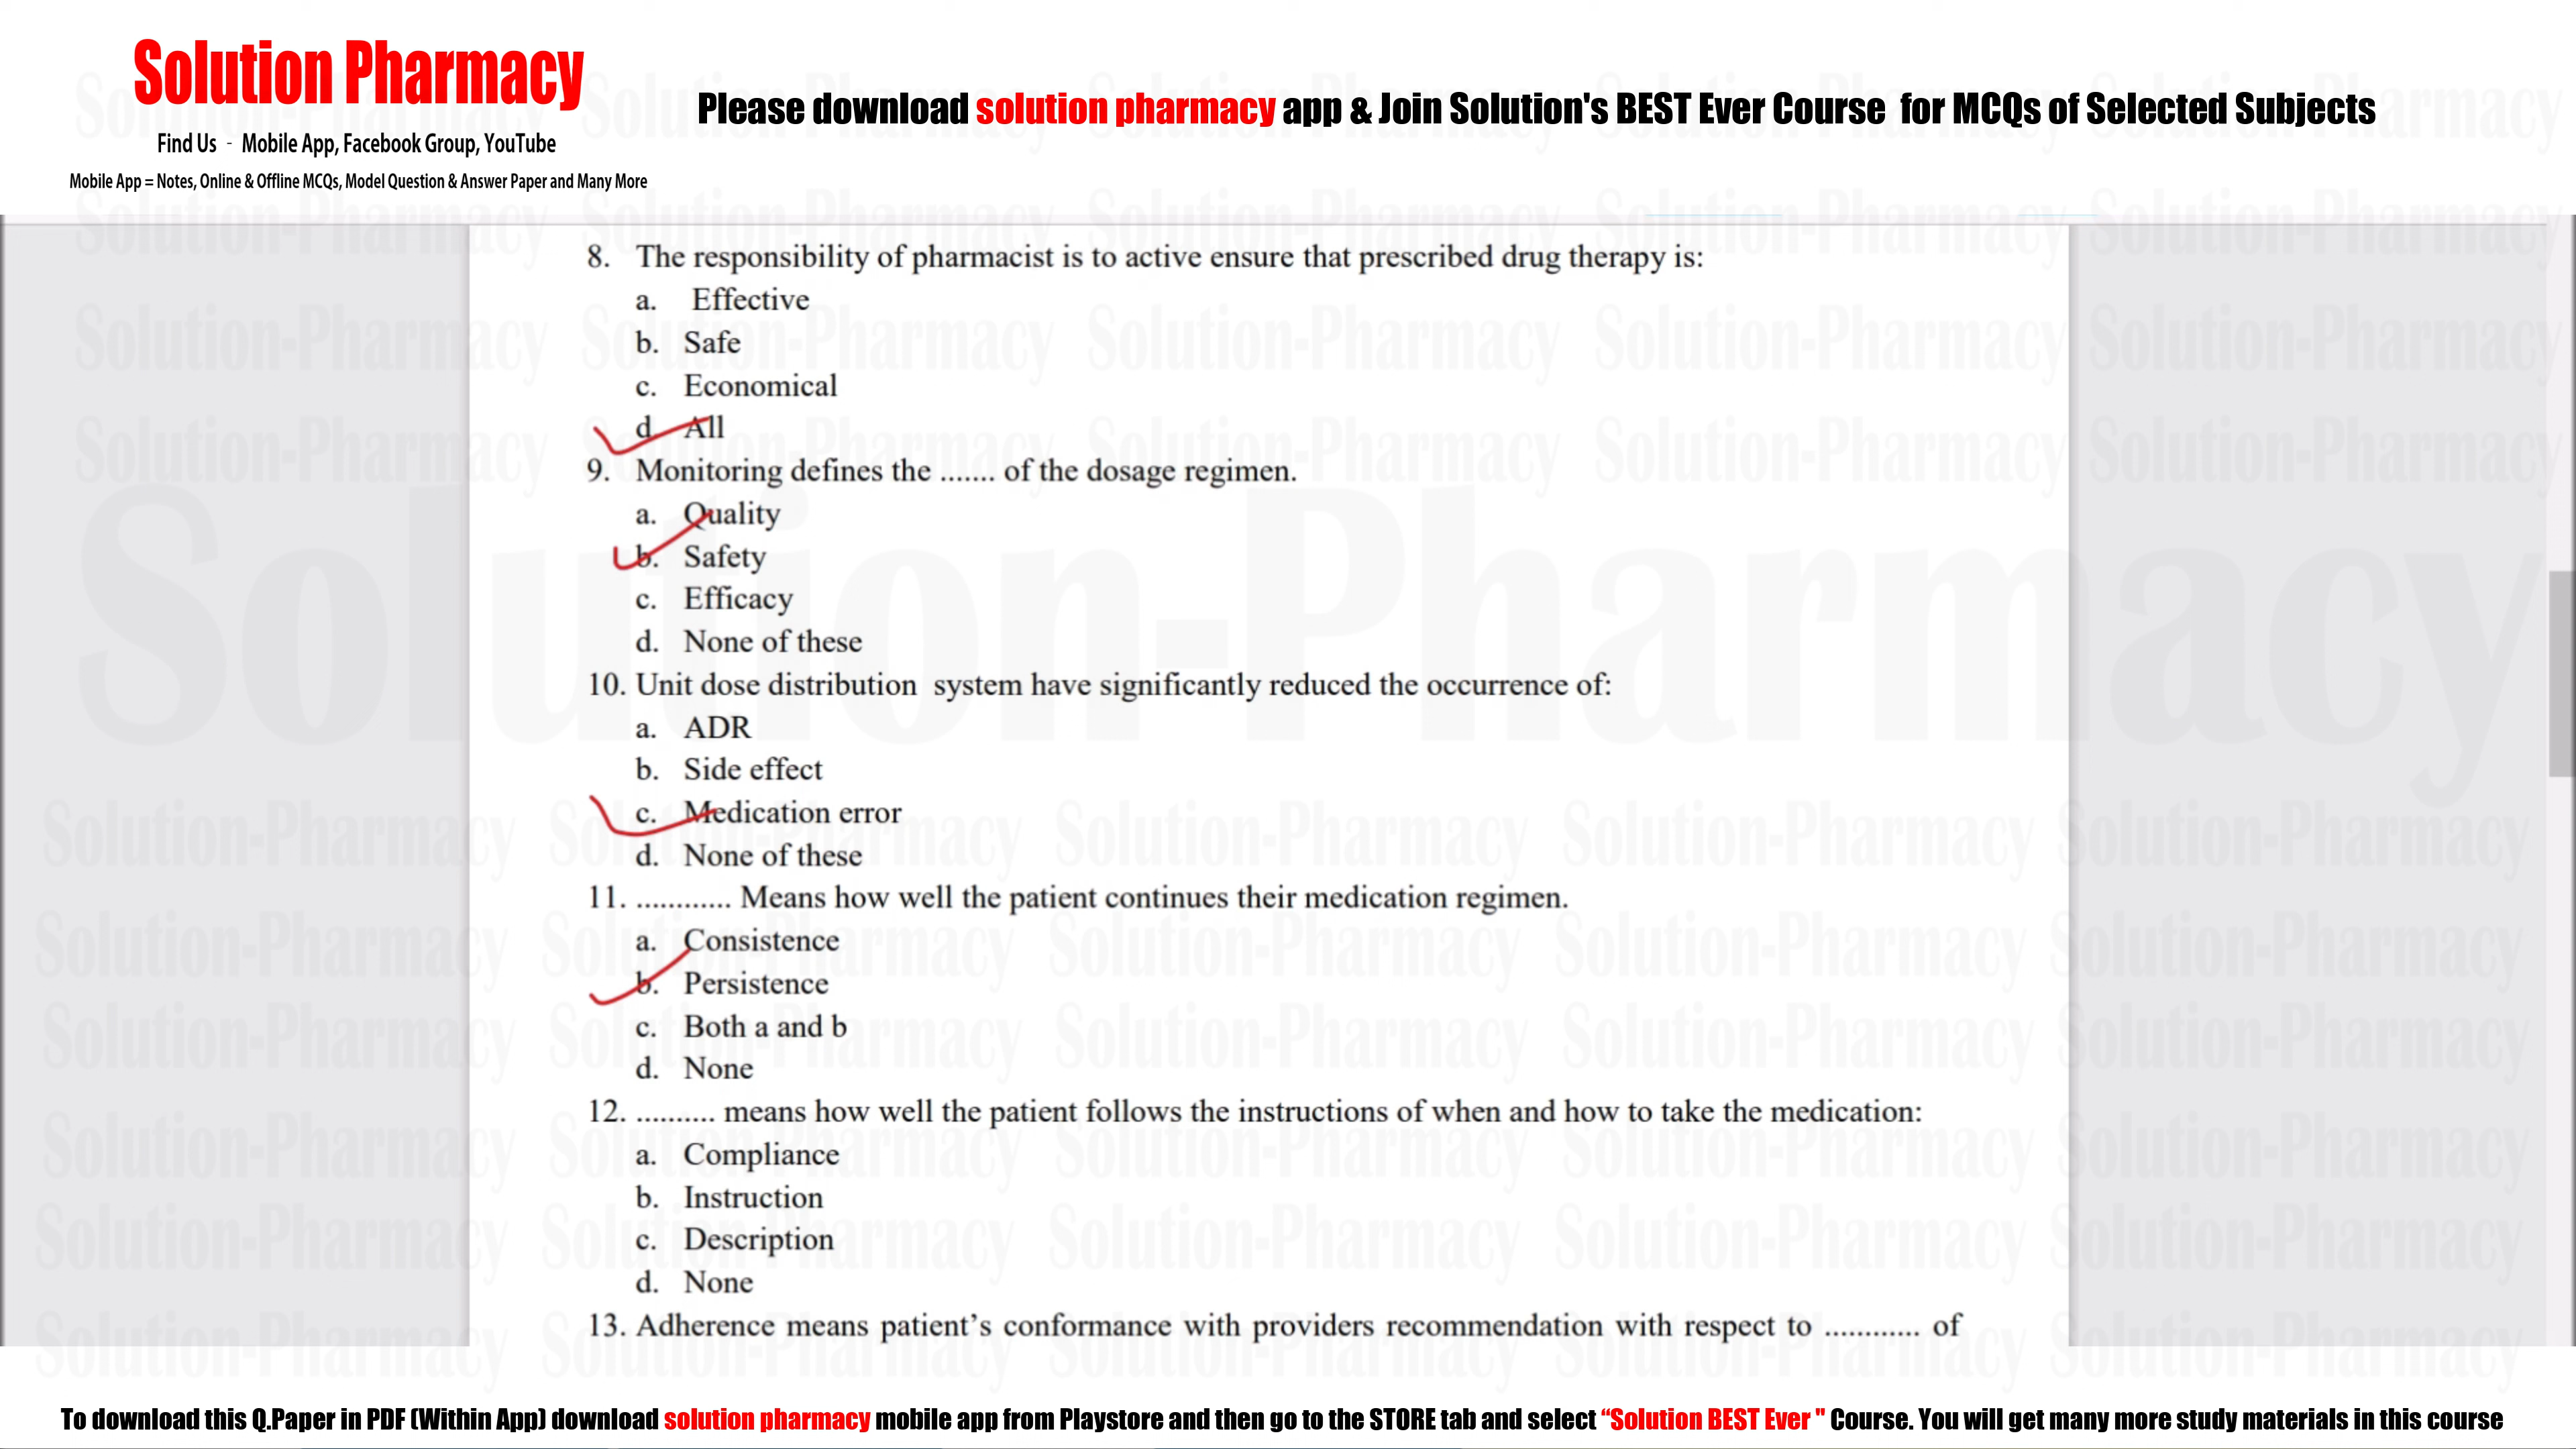 Solution Pharmacy
Find Us - Mobile App, Facebook Group, YouTube
Mobile App = Notes, Online & Offline MCQs, Model Question & Answer Paper and Many More
Please download solution pharmacy app & Join Solution's BEST Ever Course for MCQs of Selected Subjects
8. The responsibility of pharmacist is to active ensure that prescribed drug therapy is:
a. Effective
b. Safe
c. Economical
d. All
9. Monitoring defines the ....... of the dosage regimen.
a. Quality
b. Safety
c. Efficacy
d. None of these
10. Unit dose distribution system have significantly reduced the occurrence of:
a. ADR
b. Side effect
c. Medication error
d. None of these
11. ............ Means how well the patient continues their medication regimen.
a. Consistence
b. Persistence
c. Both a and b
d. None
12. .......... means how well the patient follows the instructions of when and how to take the medication:
a. Compliance
b. Instruction
c. Description
d. None
13. Adherence means patient's conformance with providers recommendation with respect to ............ of
Solution-Pharmacy
To download this Q.Paper in PDF (Within App) download solution pharmacy mobile app from Playstore and then go to the STORE tab and select “Solution BEST Ever " Course. You will get many more study materials in this course